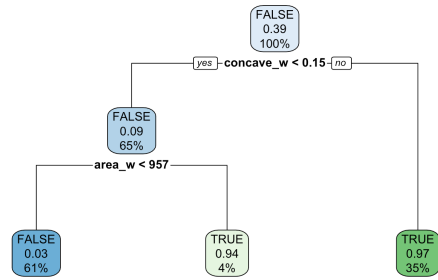 FALSE
0.39
100%
yes concave_w < 0.15 no
FALSE
0.09
65%
area_w < 957
FALSE
0.03
61%
TRUE
0.94
4%
TRUE
0.97
35%